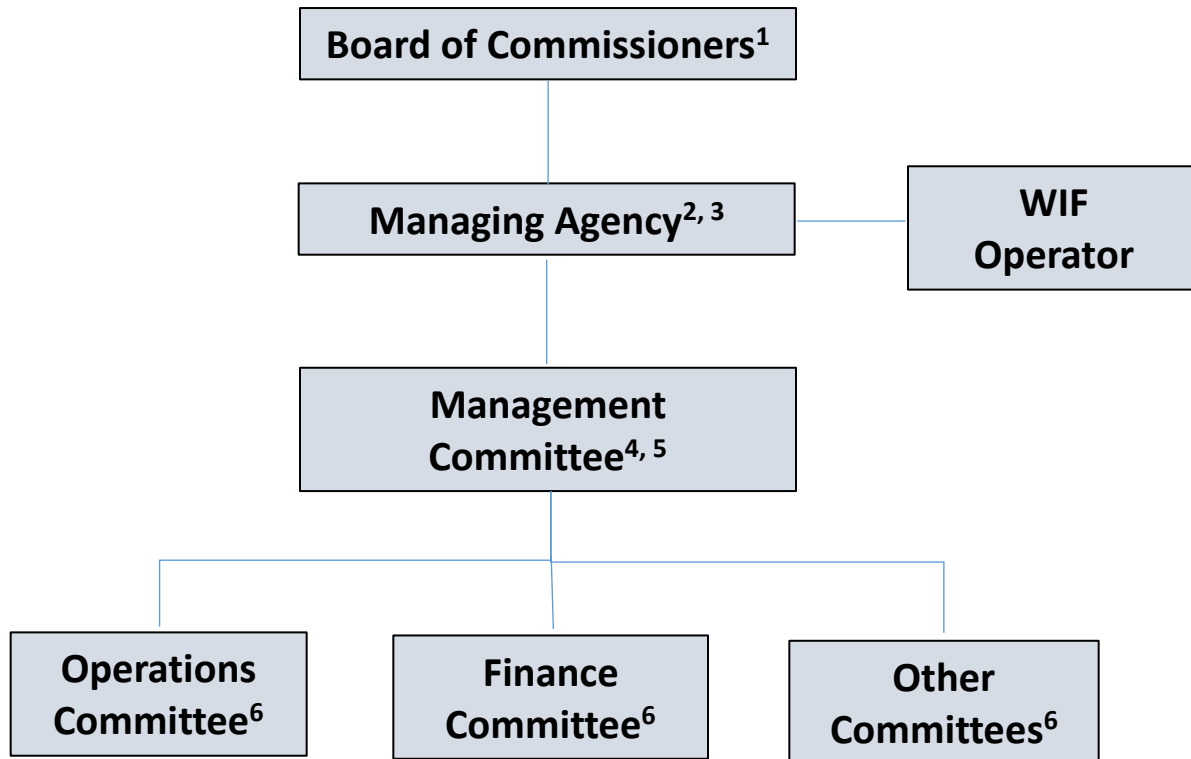 Board of Commissioners1
Managing Agency2, 3
WIF
Operator
Management
Committee4, 5
Operations
Committee6
Finance
Committee6
Other
Committees6